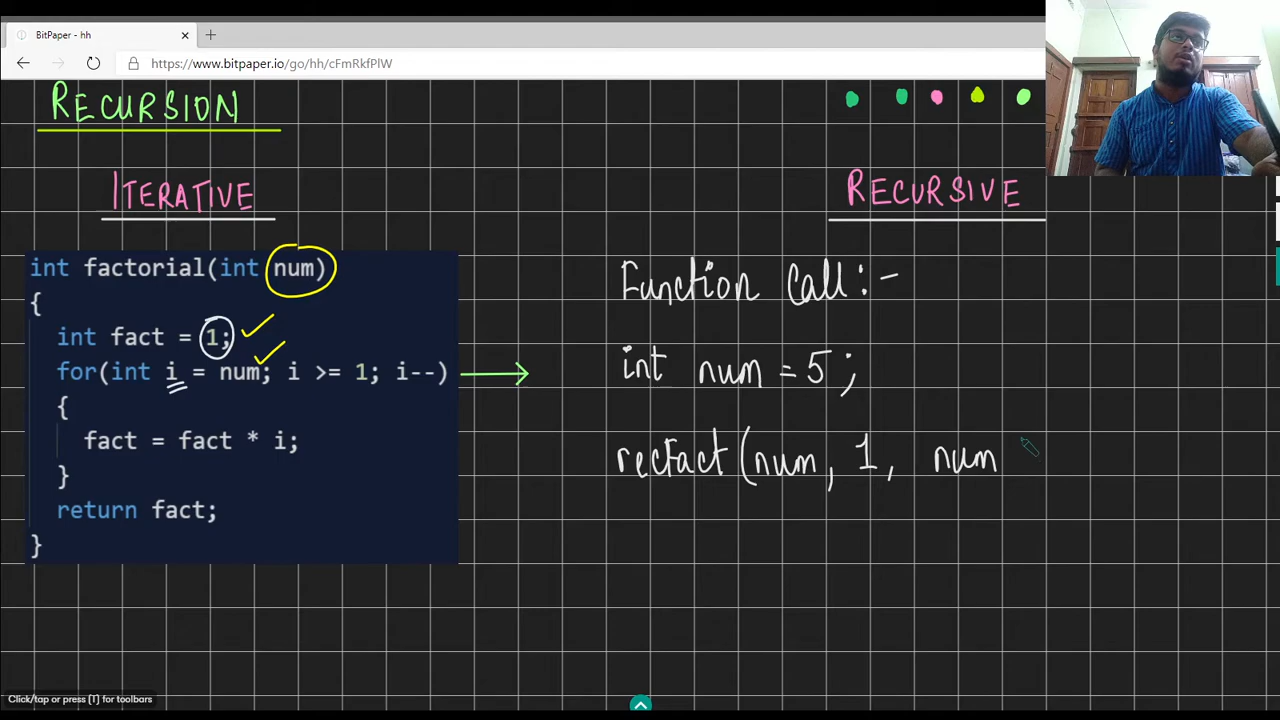 BitPaper - hh
https://www.bitpaper.io/go/hh/cFmRkfPlW
RECURSION
ITERATIVE
int factorial(int num)
{
int fact = 1;
for(int i = num; i >= 1; i--)
{
fact = fact * i;
}
return fact;
}
RECURSIVE
Function Call:-
int num = 5;
recFact(num, 1, num
Click/tap or press [1] for toolbars